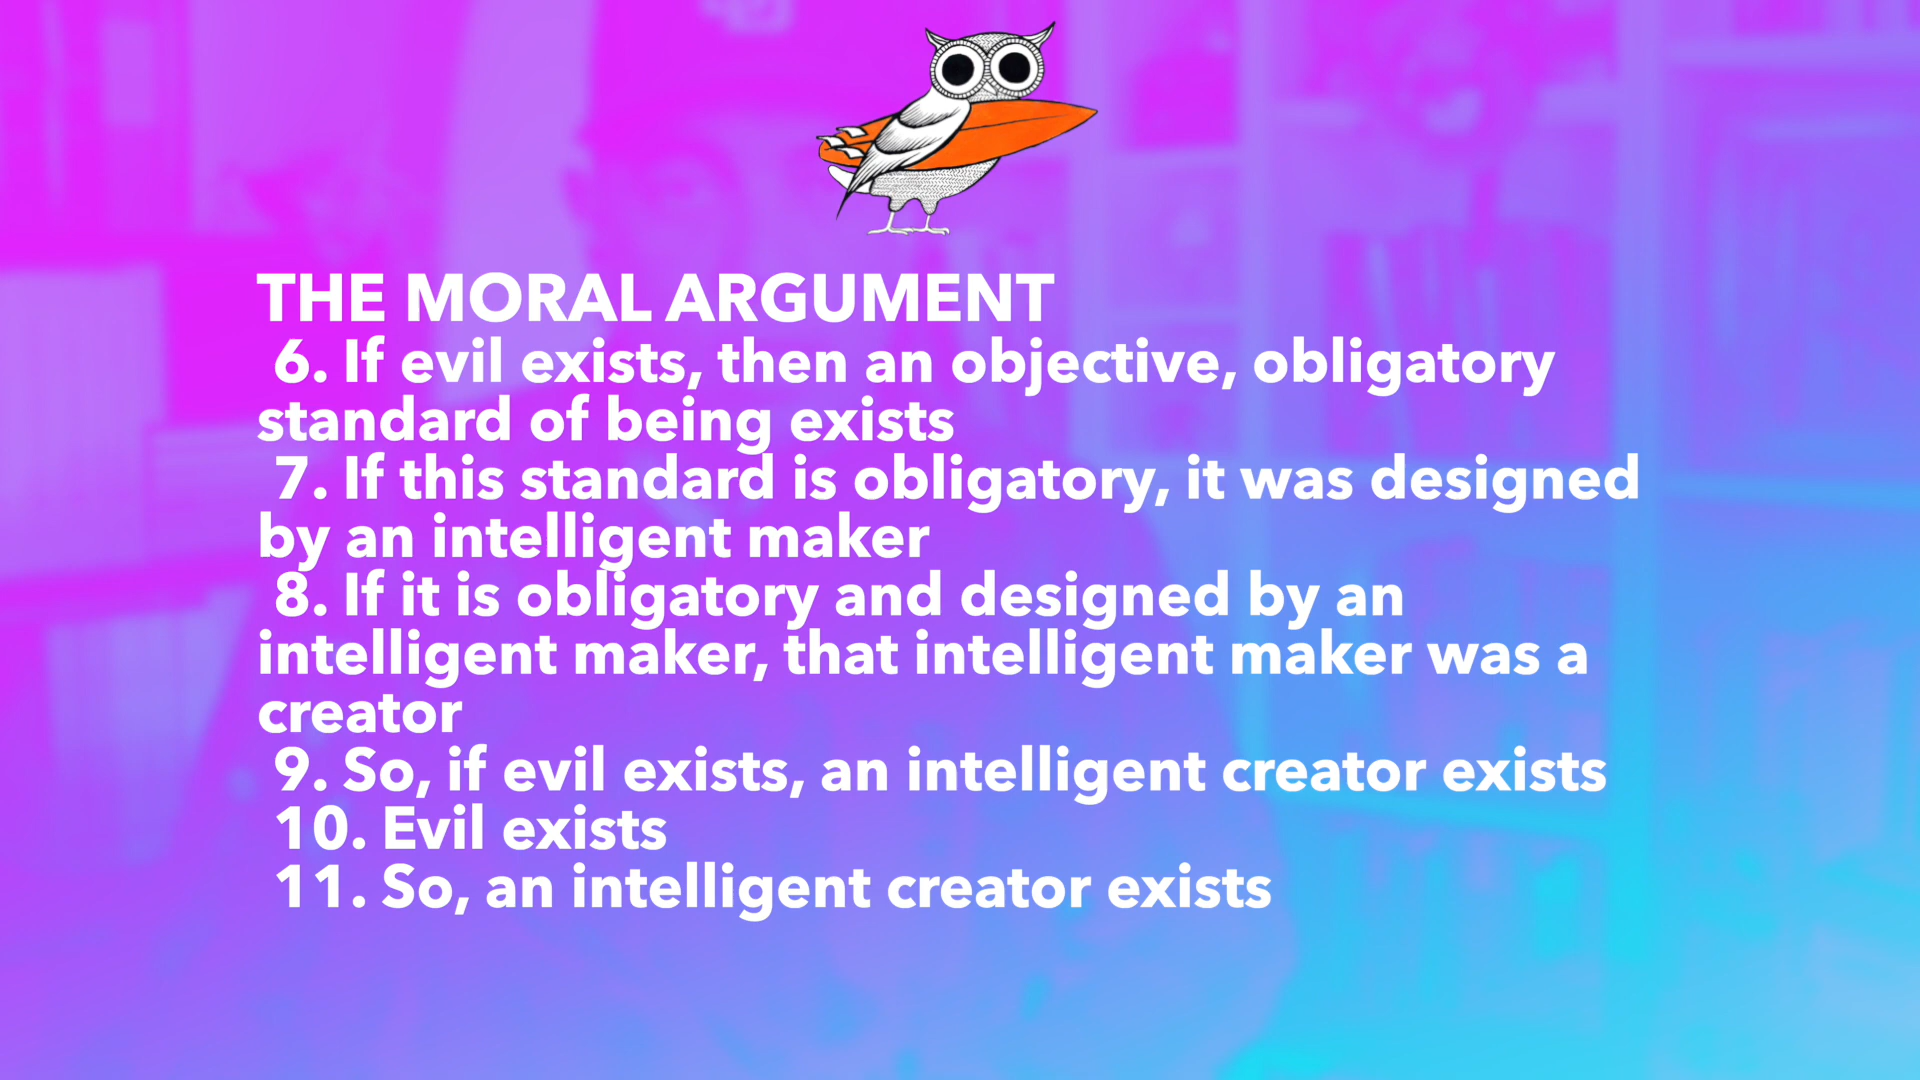 THE MORAL ARGUMENT
6. If evil exists, then an objective, obligatory
standard of being exists
7. If this standard is obligatory, it was designed
by an intelligent maker
8. If it is obligatory and designed by an
intelligent maker, that intelligent maker was a
creator
9. So, if evil exists, an intelligent creator exists
10. Evil exists
11. So, an intelligent creator exists